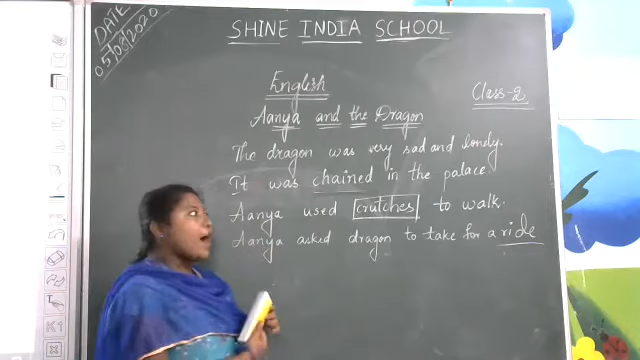 DATE
05/08/2020
SHINE INDIA SCHOOL
English
Class-2
Aanya and the Dragon
The dragon was very sad and lonely.
It was chained in the palace.
Aanya used crutches to walk.
Aanya asked dragon to take for a ride
K1